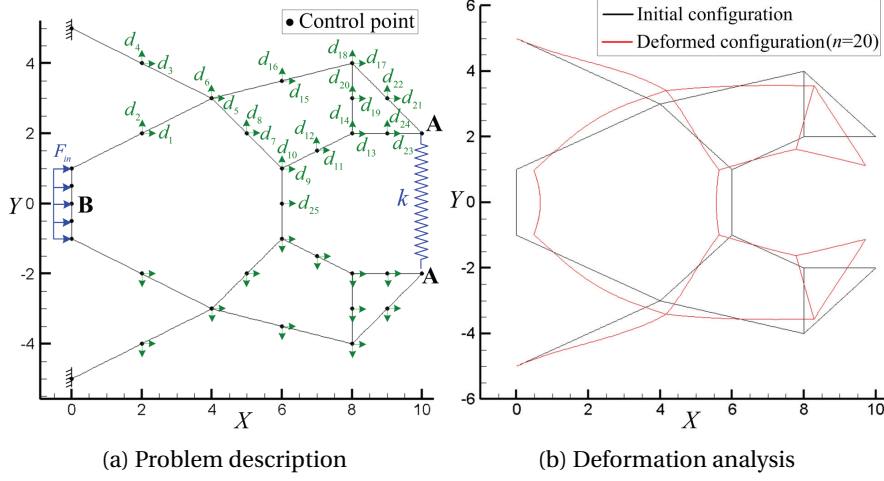 Control point
d₄
d₃
d₁₈
d₁₇
4
d₁₆
d₂₂
d₆
d₂₀
d₂₁
d₅
d₁₅
d₁₉
d₂
d₈
d₁₂
d₁₄
d₂₄
A
2
d₁
d₇
d₁₃
d₂₃
F_in
d₁₀
d₁₁
d₉
Y 0
B
d₂₅
k
-2
A
-4
0 2 4 6 8 10
X
(a) Problem description
Initial configuration
Deformed configuration(n=20)
6
4
2
Y 0
-2
-4
-6
0 2 4 6 8 10
X
(b) Deformation analysis